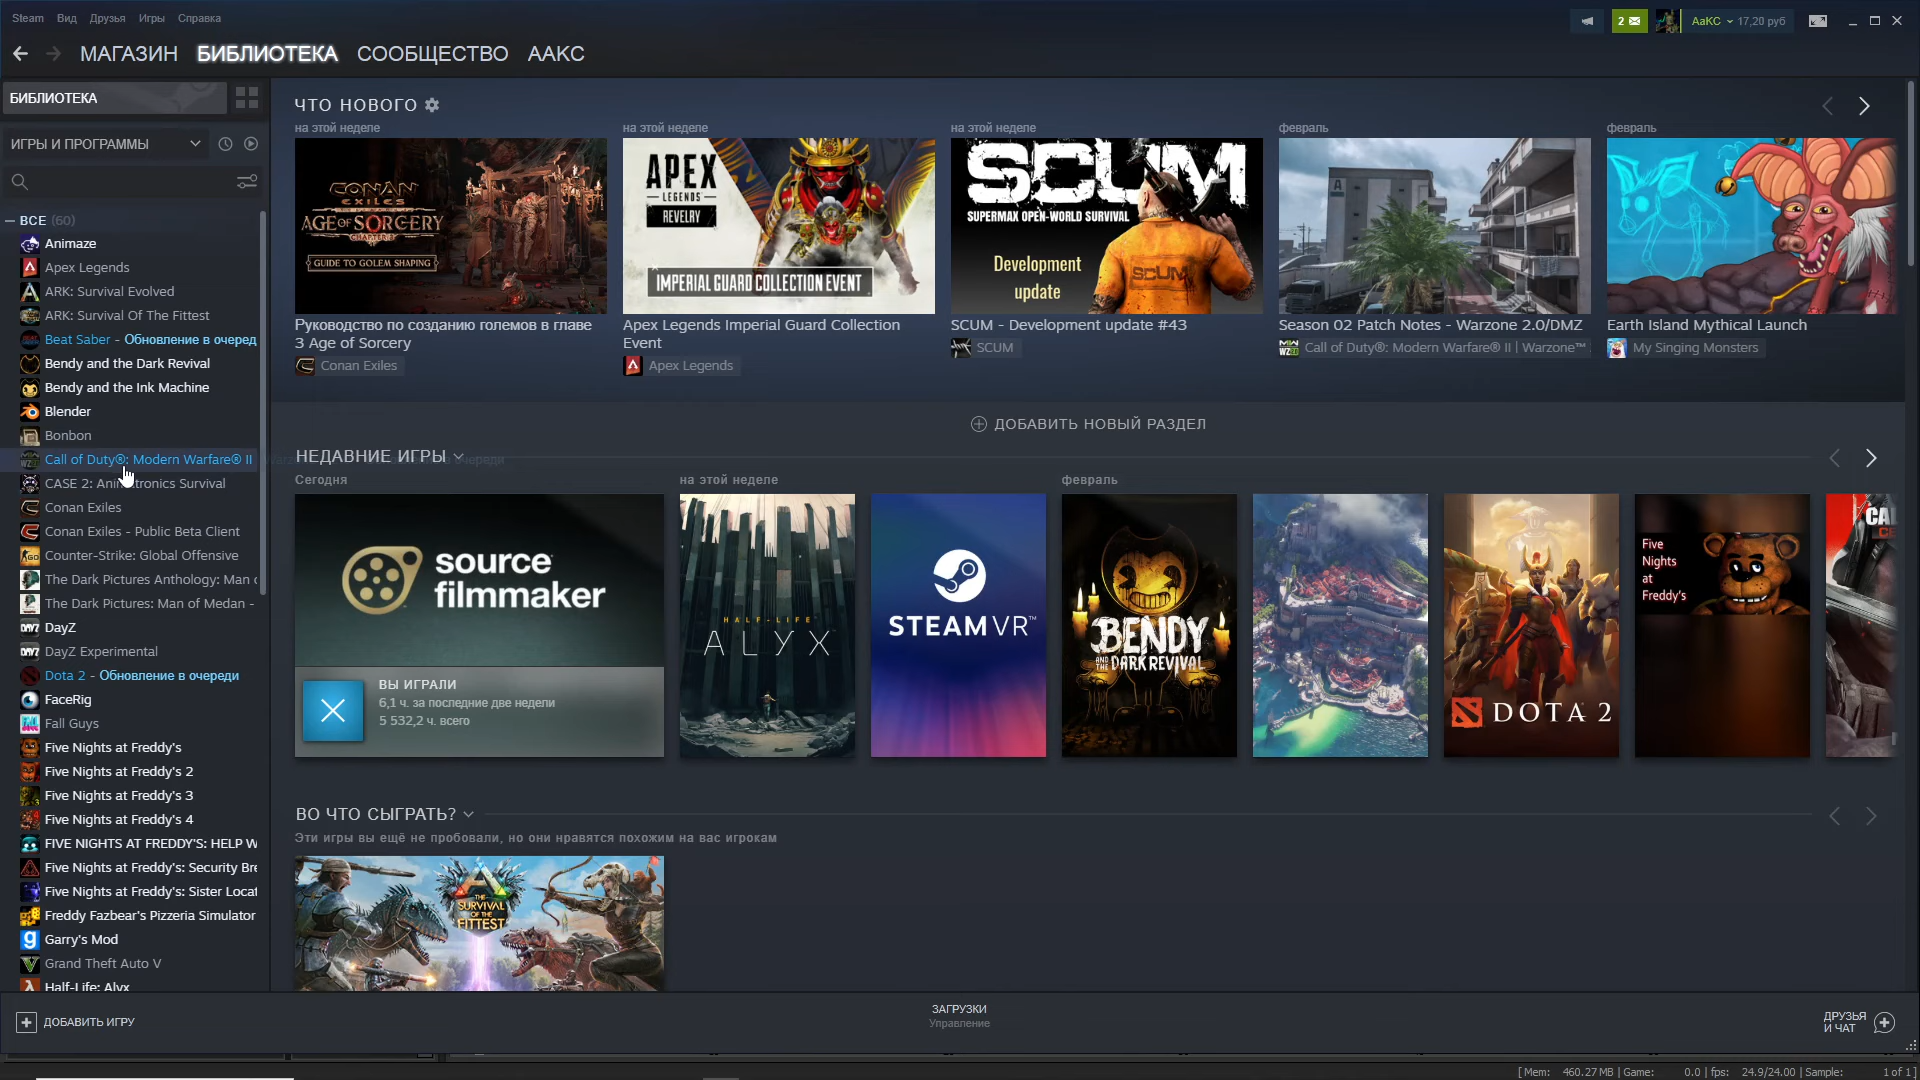 Steam Вид Друзья Игры Справка
2 AaKC 17,20 руб
МАГАЗИН БИБЛИОТЕКА СООБЩЕСТВО ААКС
БИБЛИОТЕКА
ИГРЫ И ПРОГРАММЫ
ВСЕ (60)
Animaze
Apex Legends
ARK: Survival Evolved
ARK: Survival Of The Fittest
Beat Saber - Обновление в очеред
Bendy and the Dark Revival
Bendy and the Ink Machine
Blender
Bonbon
Call of Duty®: Modern Warfare® II
CASE 2: Animatronics Survival
Conan Exiles
Conan Exiles - Public Beta Client
Counter-Strike: Global Offensive
The Dark Pictures Anthology: Man
The Dark Pictures: Man of Medan -
DayZ
DayZ Experimental
Dota 2 - Обновление в очереди
FaceRig
Fall Guys
Five Nights at Freddy's
Five Nights at Freddy's 2
Five Nights at Freddy's 3
Five Nights at Freddy's 4
FIVE NIGHTS AT FREDDY'S: HELP W
Five Nights at Freddy's: Security Bre
Five Nights at Freddy's: Sister Locat
Freddy Fazbear's Pizzeria Simulator
Garry's Mod
Grand Theft Auto V
Half-Life: Alyx
ЧТО НОВОГО
на этой неделе
CONAN
EXILES
AGE OF SORCERY
CHAPTER 3
GUIDE TO GOLEM SHAPING
Руководство по созданию големов в главе
3 Age of Sorcery
Conan Exiles
на этой неделе
APEX
LEGENDS
REVELRY
IMPERIAL GUARD COLLECTION EVENT
Apex Legends Imperial Guard Collection
Event
Apex Legends
на этой неделе
SCUM
SUPERMAX OPEN-WORLD SURVIVAL
Development
update
SCUM
SCUM - Development update #43
SCUM
февраль
Season 02 Patch Notes - Warzone 2.0/DMZ
Call of Duty®: Modern Warfare® II | Warzone™
февраль
Earth Island Mythical Launch
My Singing Monsters
ДОБАВИТЬ НОВЫЙ РАЗДЕЛ
НЕДАВНИЕ ИГРЫ
Сегодня
source
filmmaker
ВЫ ИГРАЛИ
6,1 ч. за последние две недели
5 532,2 ч. всего
на этой неделе
HALF-LIFE
ALYX
STEAMVR™
февраль
BENDY
AND THE DARK REVIVAL
DOTA 2
Five
Nights
at
Freddy's
ВО ЧТО СЫГРАТЬ?
Эти игры вы ещё не пробовали, но они нравятся похожим на вас игрокам
THE
SURVIVAL
OF THE
FITTEST
ДОБАВИТЬ ИГРУ
ЗАГРУЗКИ
Управление
ДРУЗЬЯ
И ЧАТ
[ Mem: 460.27 MB | Game: 0.0 | fps: 24.9/24.00 | Sample: 1 of 1 ]